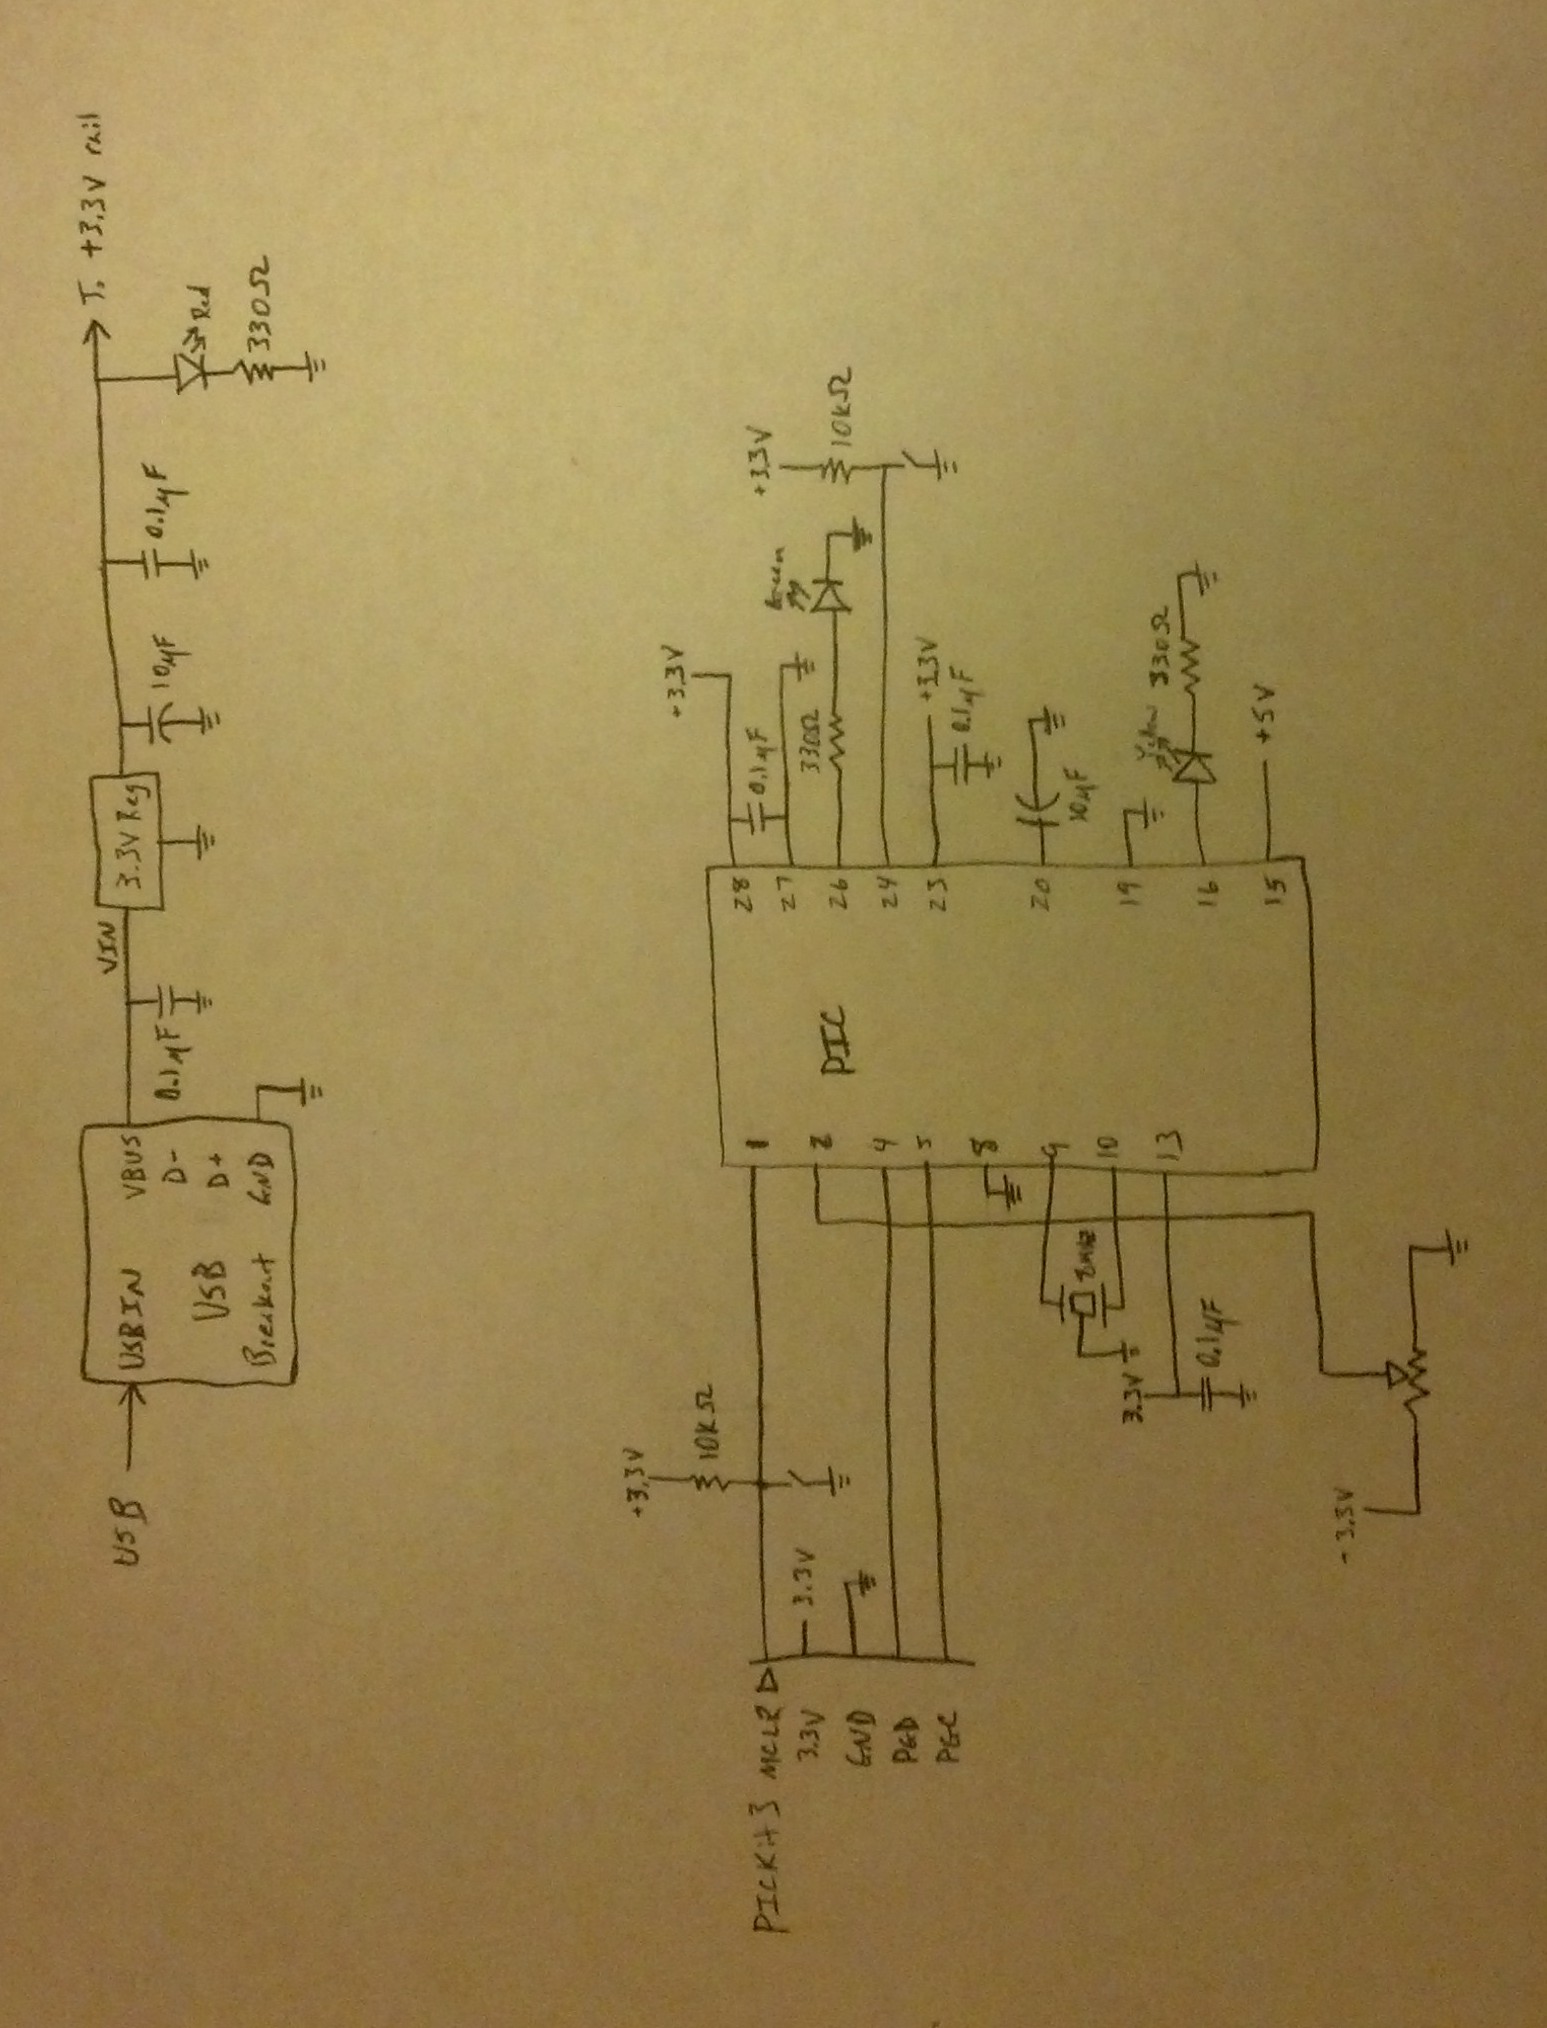 USB
USBIN VBUS
D-
USB D+
Breakout GND
0.1µF
VIN
3.3V Reg
10µF
0.1µF
To +3.3V rail
Red
330Ω
+3.3V
10KΩ
PICKit3 MCLR
3.3V 3.3V
GND
PGD
PGC
PIC
1
2
4
5
8
9
10
13
8MHz
3.3V
0.1µF
-3.3V
28
27
26
24
23
20
19
16
15
+3.3V
0.1µF
330Ω
Green
+3.3V
10KΩ
+3.3V
0.1µF
10µF
Yellow
330Ω
+5V